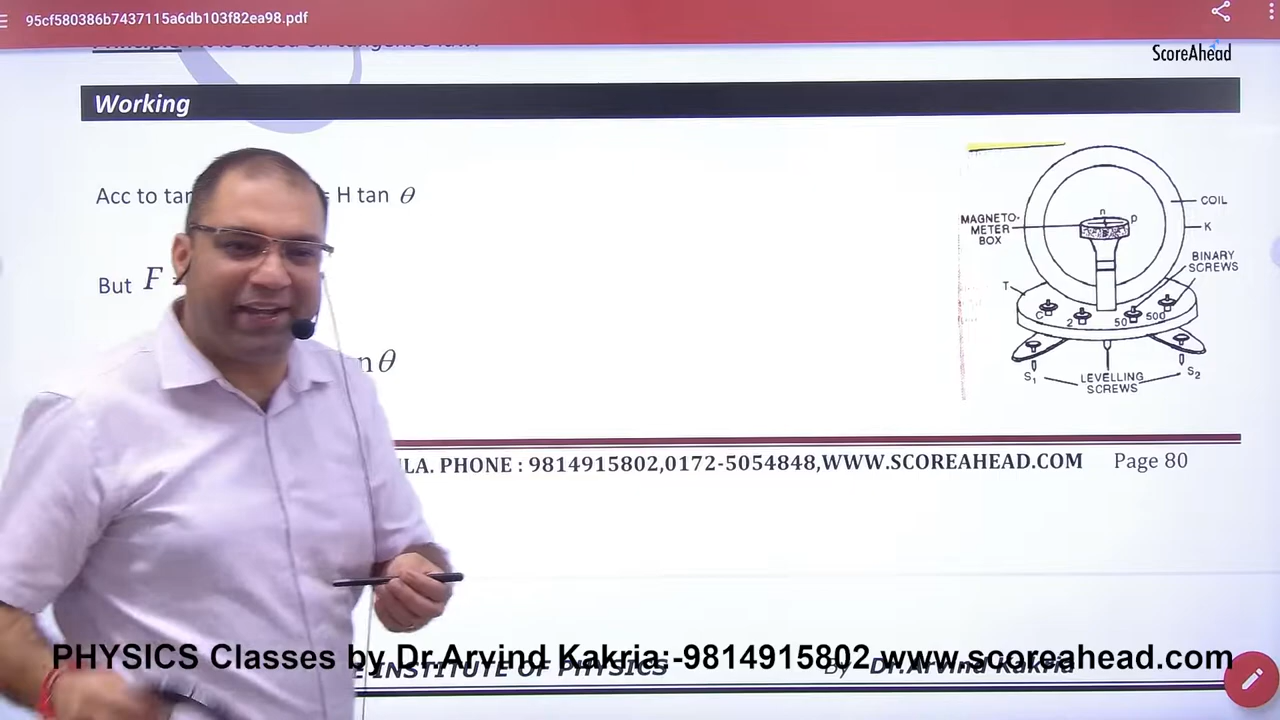 95cf580386b7437115a6db103f82ea98.pdf
ScoreAhead
Working
Acc to tan
H tan θ
But F
nθ
MAGNETO-
METER
BOX
n
P
COIL
K
BINARY
SCREWS
T
C
2
50
500
S1
LEVELLING
SCREWS
S2
LA. PHONE : 9814915802,0172-5054848,WWW.SCOREAHEAD.COM
Page 80
PHYSICS Classes by Dr.Arvind Kakria:-9814915802 www.scoreahead.com
E INSTITUTE OF PHYSICS
By Dr.Arvind Kakria